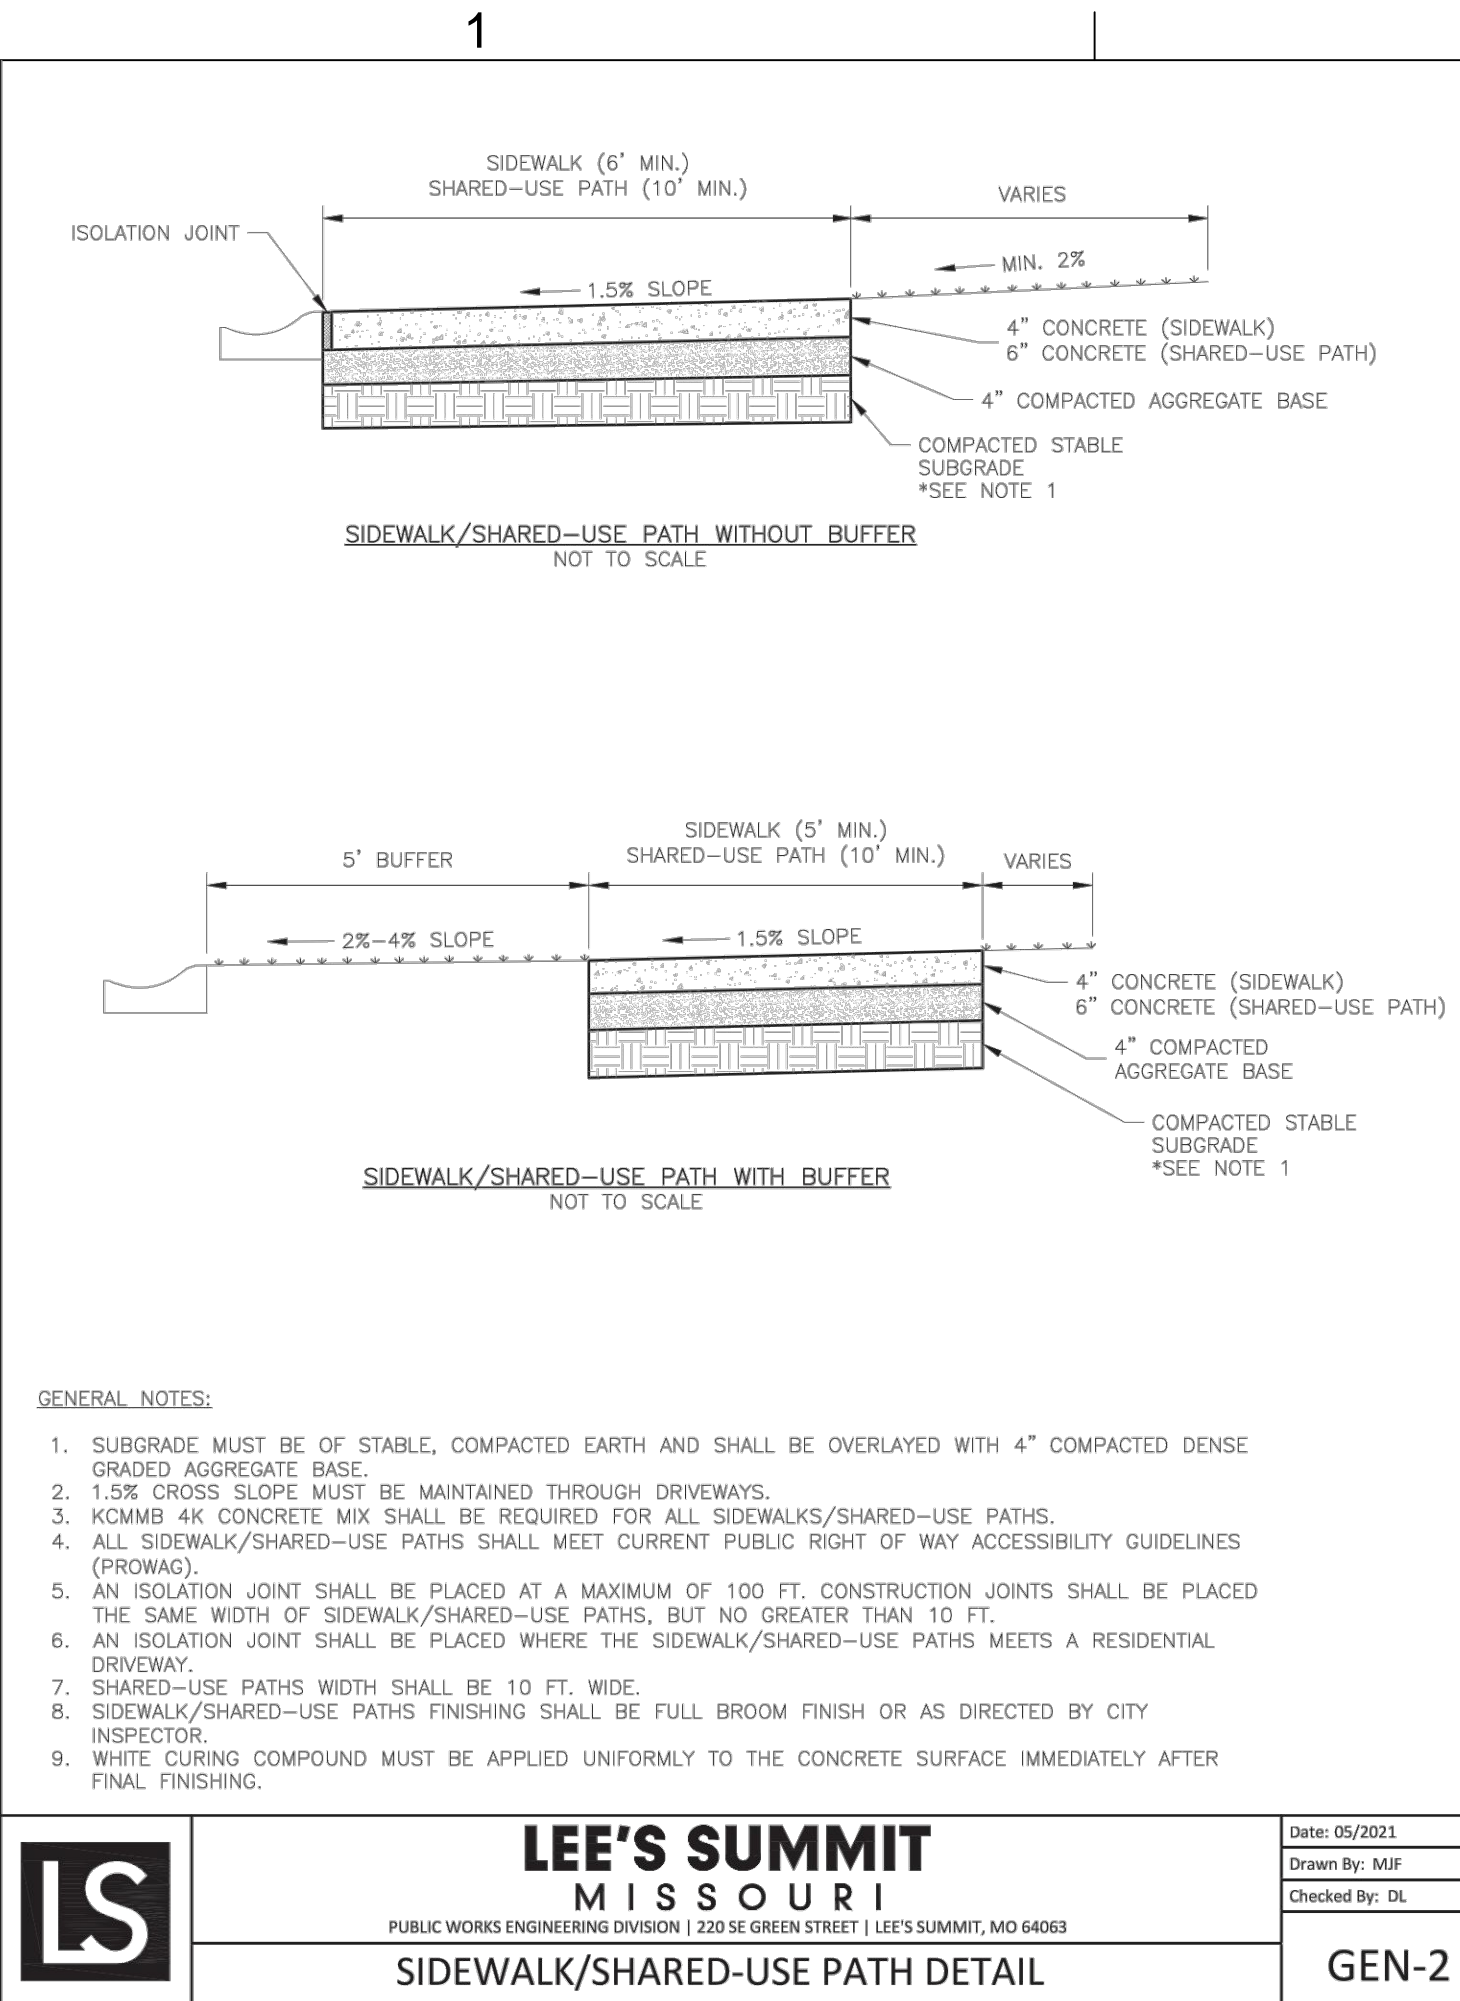 1
SIDEWALK (6' MIN.)
SHARED-USE PATH (10' MIN.)
VARIES
ISOLATION JOINT
MIN. 2%
1.5% SLOPE
4" CONCRETE (SIDEWALK)
6" CONCRETE (SHARED-USE PATH)
4" COMPACTED AGGREGATE BASE
COMPACTED STABLE
SUBGRADE
*SEE NOTE 1
SIDEWALK/SHARED-USE PATH WITHOUT BUFFER
NOT TO SCALE
SIDEWALK (5' MIN.)
SHARED-USE PATH (10' MIN.)
5' BUFFER
VARIES
2%-4% SLOPE
1.5% SLOPE
4" CONCRETE (SIDEWALK)
6" CONCRETE (SHARED-USE PATH)
4" COMPACTED
AGGREGATE BASE
COMPACTED STABLE
SUBGRADE
*SEE NOTE 1
SIDEWALK/SHARED-USE PATH WITH BUFFER
NOT TO SCALE
GENERAL NOTES:
1. SUBGRADE MUST BE OF STABLE, COMPACTED EARTH AND SHALL BE OVERLAYED WITH 4" COMPACTED DENSE
GRADED AGGREGATE BASE.
2. 1.5% CROSS SLOPE MUST BE MAINTAINED THROUGH DRIVEWAYS.
3. KCMMB 4K CONCRETE MIX SHALL BE REQUIRED FOR ALL SIDEWALKS/SHARED-USE PATHS.
4. ALL SIDEWALK/SHARED-USE PATHS SHALL MEET CURRENT PUBLIC RIGHT OF WAY ACCESSIBILITY GUIDELINES
(PROWAG).
5. AN ISOLATION JOINT SHALL BE PLACED AT A MAXIMUM OF 100 FT. CONSTRUCTION JOINTS SHALL BE PLACED
THE SAME WIDTH OF SIDEWALK/SHARED-USE PATHS, BUT NO GREATER THAN 10 FT.
6. AN ISOLATION JOINT SHALL BE PLACED WHERE THE SIDEWALK/SHARED-USE PATHS MEETS A RESIDENTIAL
DRIVEWAY.
7. SHARED-USE PATHS WIDTH SHALL BE 10 FT. WIDE.
8. SIDEWALK/SHARED-USE PATHS FINISHING SHALL BE FULL BROOM FINISH OR AS DIRECTED BY CITY
INSPECTOR.
9. WHITE CURING COMPOUND MUST BE APPLIED UNIFORMLY TO THE CONCRETE SURFACE IMMEDIATELY AFTER
FINAL FINISHING.
LS
LEE'S SUMMIT
MISSOURI
PUBLIC WORKS ENGINEERING DIVISION | 220 SE GREEN STREET | LEE'S SUMMIT, MO 64063
SIDEWALK/SHARED-USE PATH DETAIL
Date: 05/2021
Drawn By: MJF
Checked By: DL
GEN-2